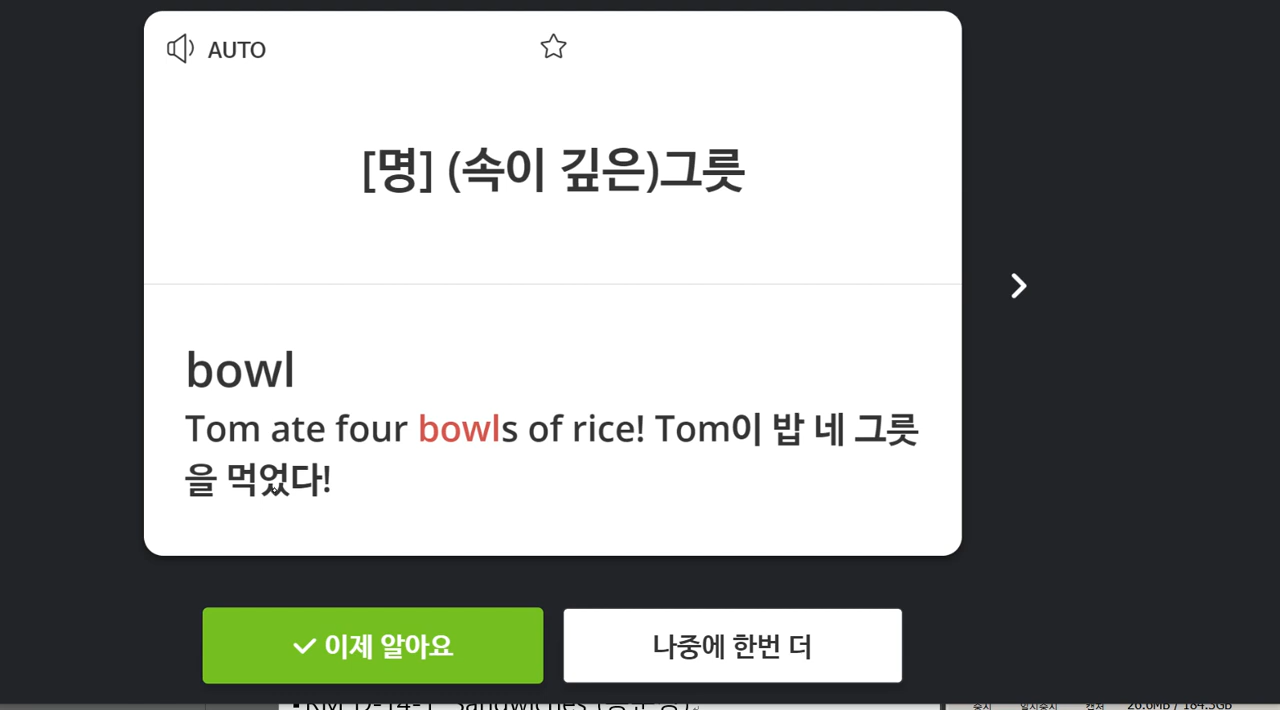 AUTO
[명] (속이 깊은)그릇
bowl
Tom ate four bowls of rice! Tom이 밥 네 그릇
을 먹었다!
이제 알아요
나중에 한번 더